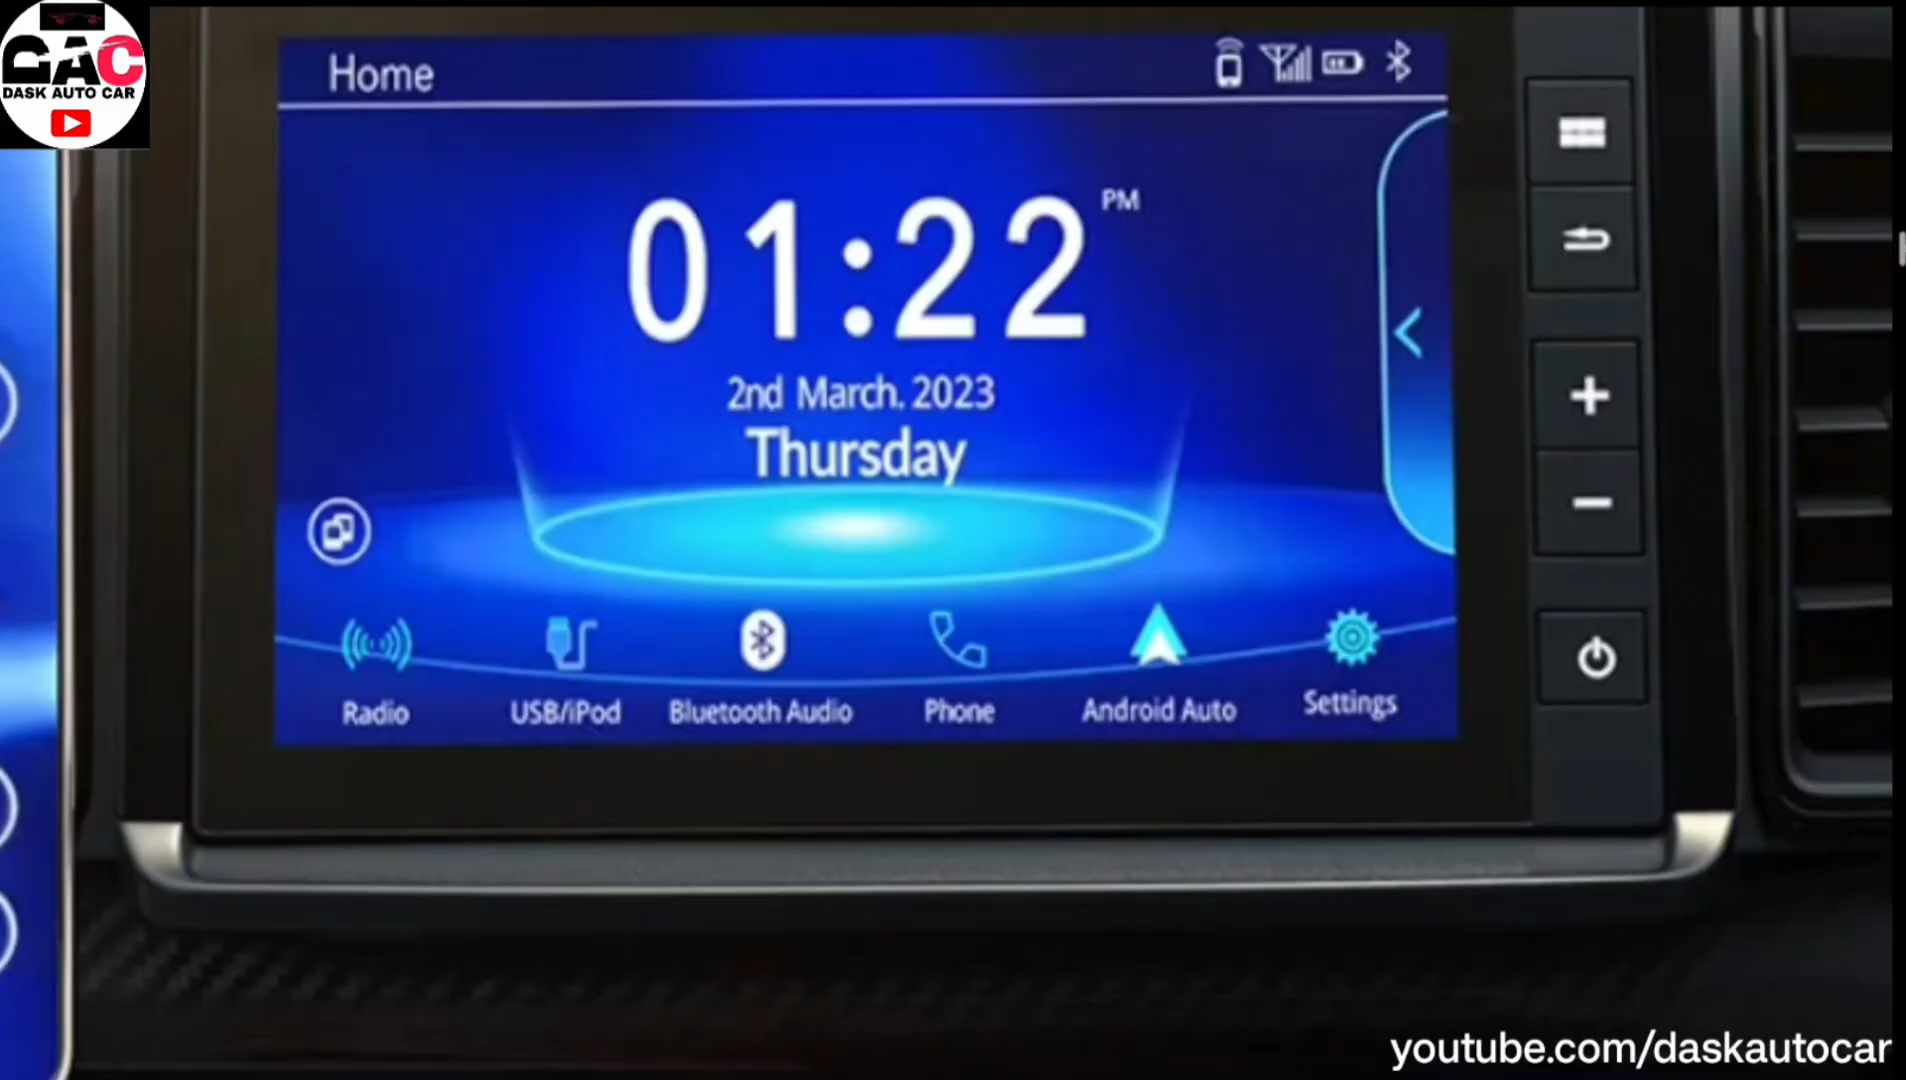 DAC
DASK AUTO CAR
Home
01:22 PM
2nd March. 2023
Thursday
Radio
USB/iPod
Bluetooth Audio
Phone
Android Auto
Settings
youtube.com/daskautocar